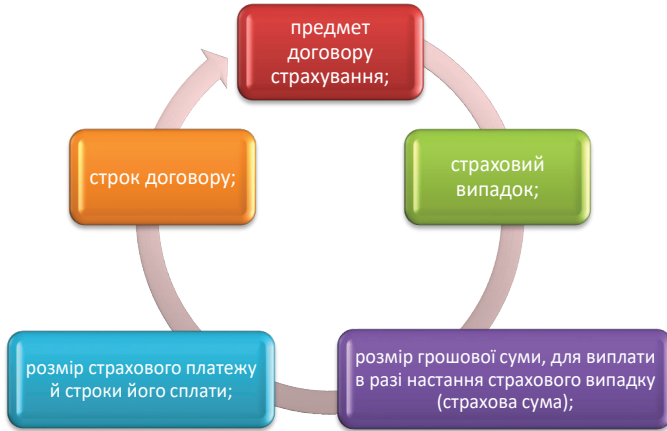 предмет
договору
страхування;
страховий
випадок;
розмір грошової суми, для виплати
в разі настання страхового випадку
(страхова сума);
розмір страхового платежу
й строки його сплати;
строк договору;